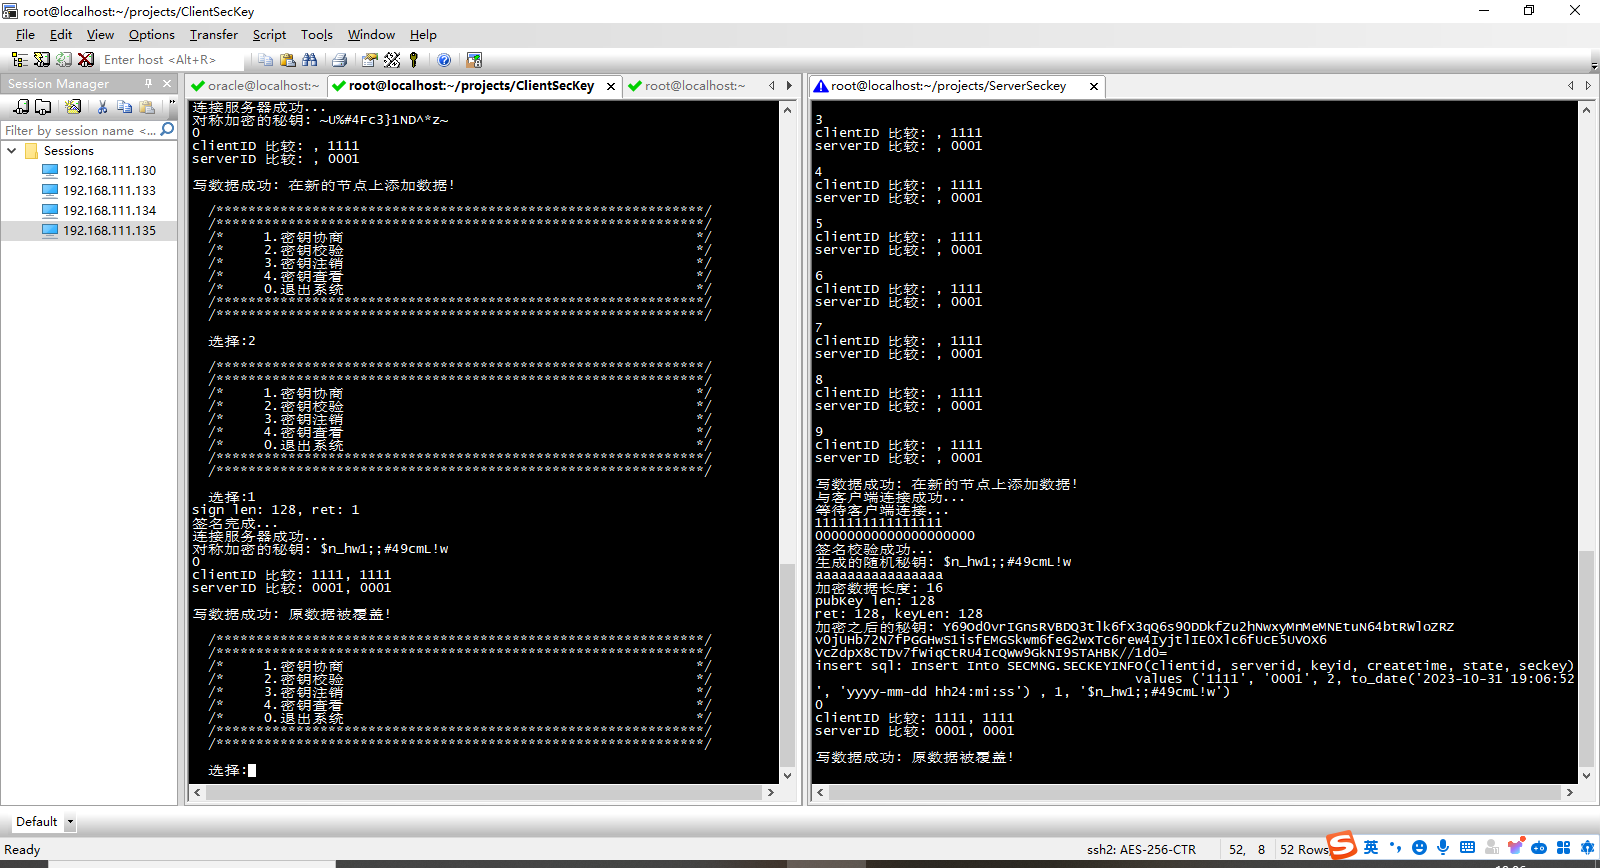 root@localhost:~/projects/ClientSecKey
File Edit View Options Transfer Script Tools Window Help
Enter host <Alt+R>
Session Manager
Filter by session name <...
Sessions
192.168.111.130
192.168.111.133
192.168.111.134
192.168.111.135
oracle@localhost:~
root@localhost:~/projects/ClientSecKey
root@localhost:~
连接服务器成功...
对称加密的秘钥: ~U%#4Fc3}1ND^*z~
0
clientID 比较: , 1111
serverID 比较: , 0001
写数据成功: 在新的节点上添加数据!
/*************************************************************/
/*************************************************************/
/* 1.密钥协商 */
/* 2.密钥校验 */
/* 3.密钥注销 */
/* 4.密钥查看 */
/* 0.退出系统 */
/*************************************************************/
/*************************************************************/
选择:2
/*************************************************************/
/*************************************************************/
/* 1.密钥协商 */
/* 2.密钥校验 */
/* 3.密钥注销 */
/* 4.密钥查看 */
/* 0.退出系统 */
/*************************************************************/
/*************************************************************/
选择:1
sign len: 128, ret: 1
签名完成...
连接服务器成功...
对称加密的秘钥: $n_hw1;;#49cmL!w
0
clientID 比较: 1111, 1111
serverID 比较: 0001, 0001
写数据成功: 原数据被覆盖!
/*************************************************************/
/*************************************************************/
/* 1.密钥协商 */
/* 2.密钥校验 */
/* 3.密钥注销 */
/* 4.密钥查看 */
/* 0.退出系统 */
/*************************************************************/
/*************************************************************/
选择:
root@localhost:~/projects/ServerSeckey
3
clientID 比较: , 1111
serverID 比较: , 0001
4
clientID 比较: , 1111
serverID 比较: , 0001
5
clientID 比较: , 1111
serverID 比较: , 0001
6
clientID 比较: , 1111
serverID 比较: , 0001
7
clientID 比较: , 1111
serverID 比较: , 0001
8
clientID 比较: , 1111
serverID 比较: , 0001
9
clientID 比较: , 1111
serverID 比较: , 0001
写数据成功: 在新的节点上添加数据!
与客户端连接成功...
等待客户端连接...
1111111111111111
00000000000000000000
签名校验成功...
生成的随机秘钥: $n_hw1;;#49cmL!w
aaaaaaaaaaaaaaaa
加密数据长度: 16
pubKey len: 128
ret: 128, keyLen: 128
加密之后的秘钥: Y69Od0vrIGnsRVBDQ3tlk6fX3qQ6s9ODDkfZu2hNwxyMnMeMNEtuN64btRWloZRZ
v0jUHb72N7fPGGHwS1isfEMGSkwm6feG2wxTc6rew4IyjtlIE0Xlc6fUcE5UVOX6
vcZdpX8CTDv7fWiqCtRU4IcQWw9GkNI9STAHBK//1d0=
insert sql: Insert Into SECMNG.SECKEYINFO(clientid, serverid, keyid, createtime, state, seckey)
values ('1111', '0001', 2, to_date('2023-10-31 19:06:52
', 'yyyy-mm-dd hh24:mi:ss') , 1, '$n_hw1;;#49cmL!w')
0
clientID 比较: 1111, 1111
serverID 比较: 0001, 0001
写数据成功: 原数据被覆盖!
Default
Ready
ssh2: AES-256-CTR 52, 8 52 Rows
英